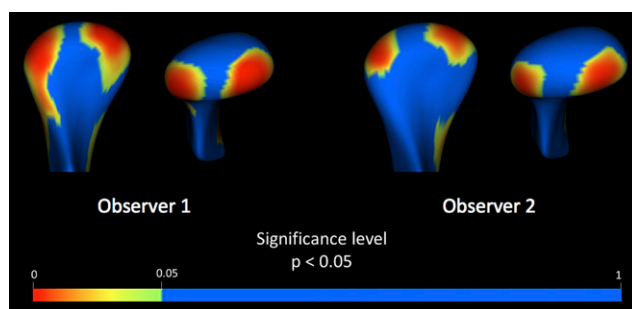 Observer 1
Observer 2
Significance level
p < 0.05
0
0.05
1